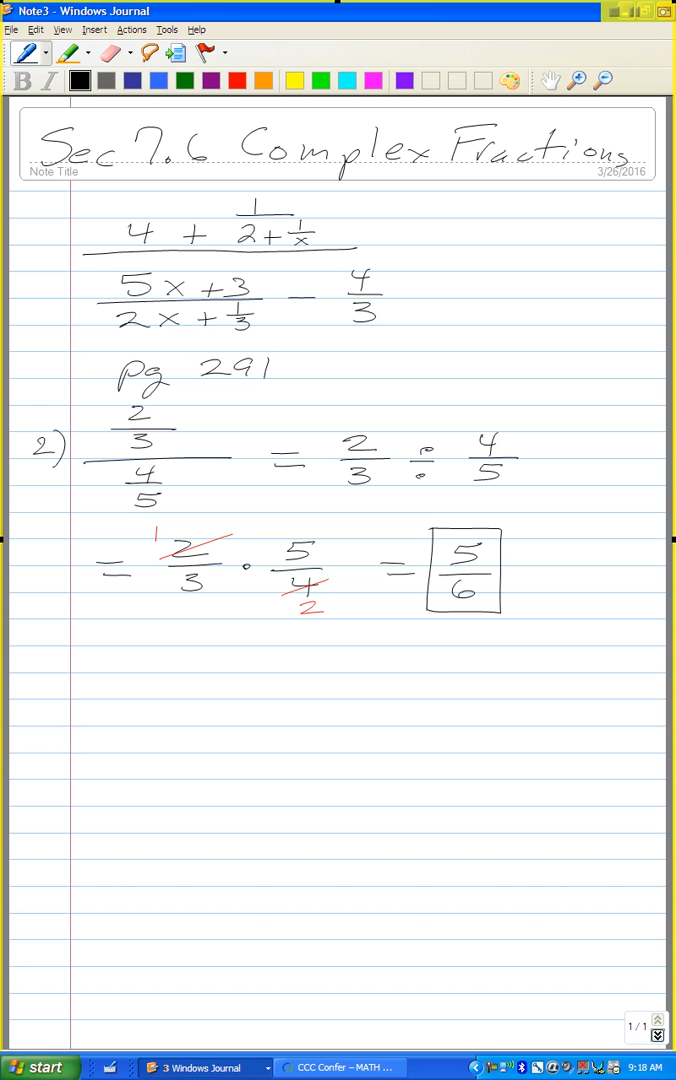 Note3 - Windows Journal
File Edit View Insert Actions Tools Help
B I
Sec 7.6 Complex Fractions
Note Title 3/26/2016
1
4 + 2 + 1/x
5x + 3 − 4
2x + 1/3 3
pg 291
2) 2/3 / 4/5 = 2/3 ÷ 4/5
= 2/3 · 5/4 = 5/6
1
2
1 / 1
start 3 Windows Journal CCC Confer – MATH ... 9:18 AM